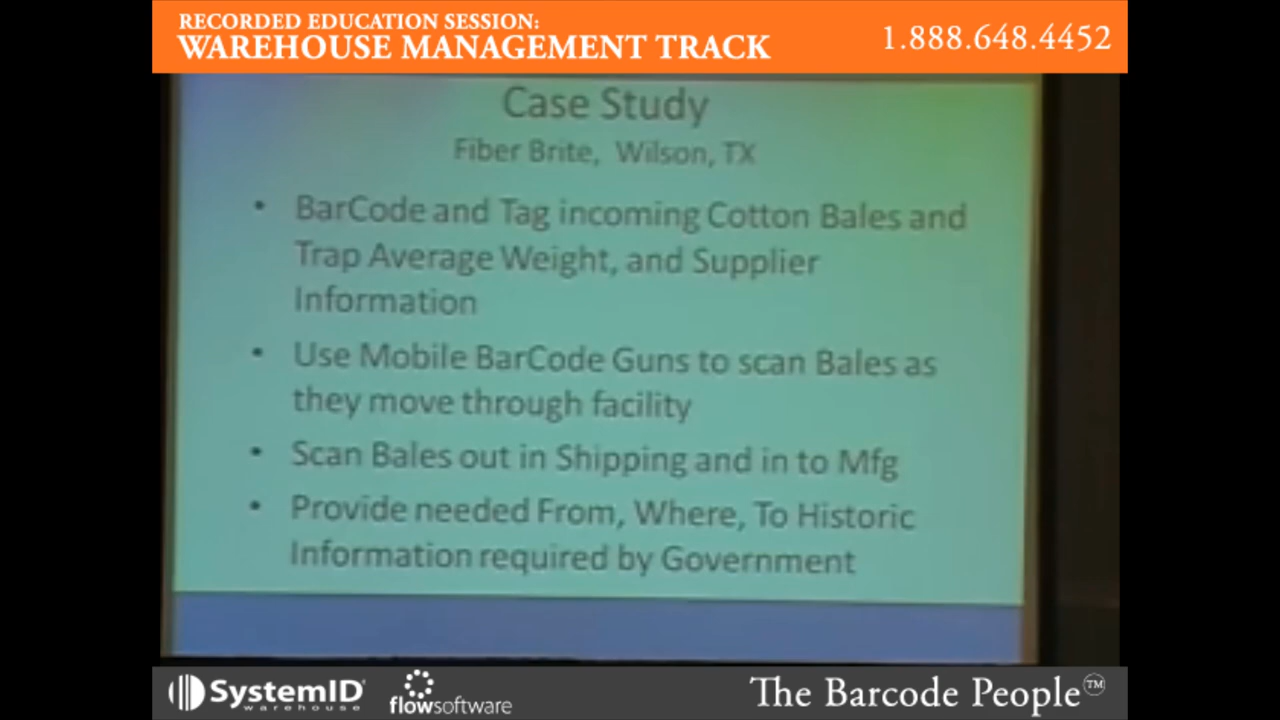 RECORDED EDUCATION SESSION:
WAREHOUSE MANAGEMENT TRACK
1.888.648.4452
Case Study
Fiber Brite, Wilson, TX
• BarCode and Tag incoming Cotton Bales and
Trap Average Weight, and Supplier
Information
• Use Mobile BarCode Guns to scan Bales as
they move through facility
• Scan Bales out in Shipping and in to Mfg
• Provide needed From, Where, To Historic
Information required by Government
SystemID
warehouse
flowsoftware
The Barcode People™